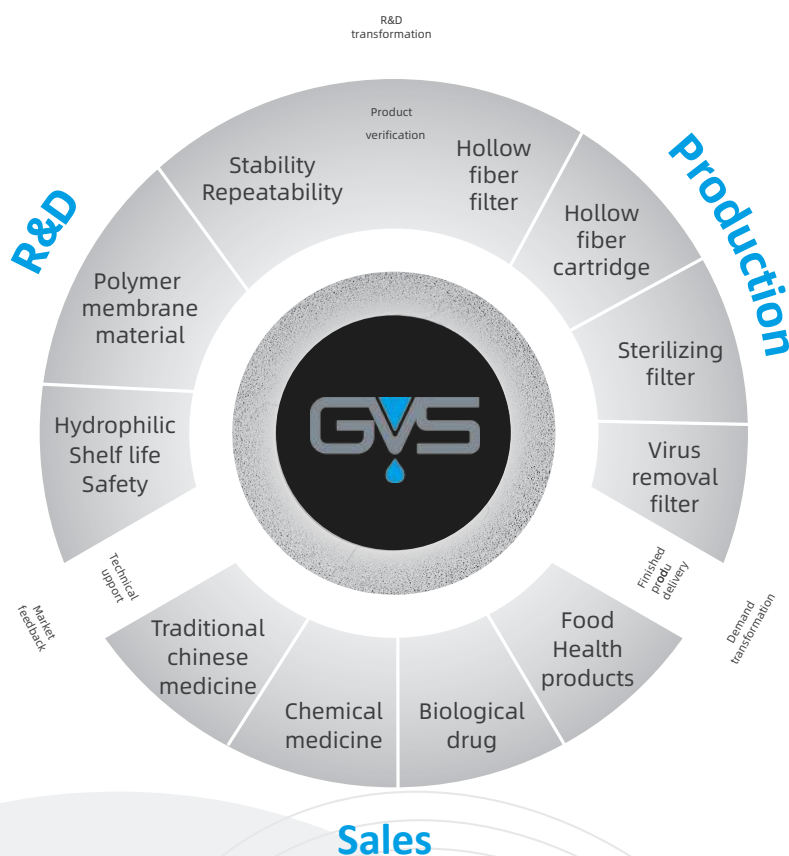 R&D
transformation
Product
verification
Stability
Repeatability
Hollow
fiber
filter
Hollow
fiber
cartridge
Production
R&D
Polymer
membrane
material
Sterilizing
filter
Hydrophilic
Shelf life
Safety
GVS
Virus
removal
filter
Technical
upport
Market
feedback
Finished
produ
delivery
Demand
transformation
Traditional
chinese
medicine
Chemical
medicine
Biological
drug
Food
Health
products
Sales